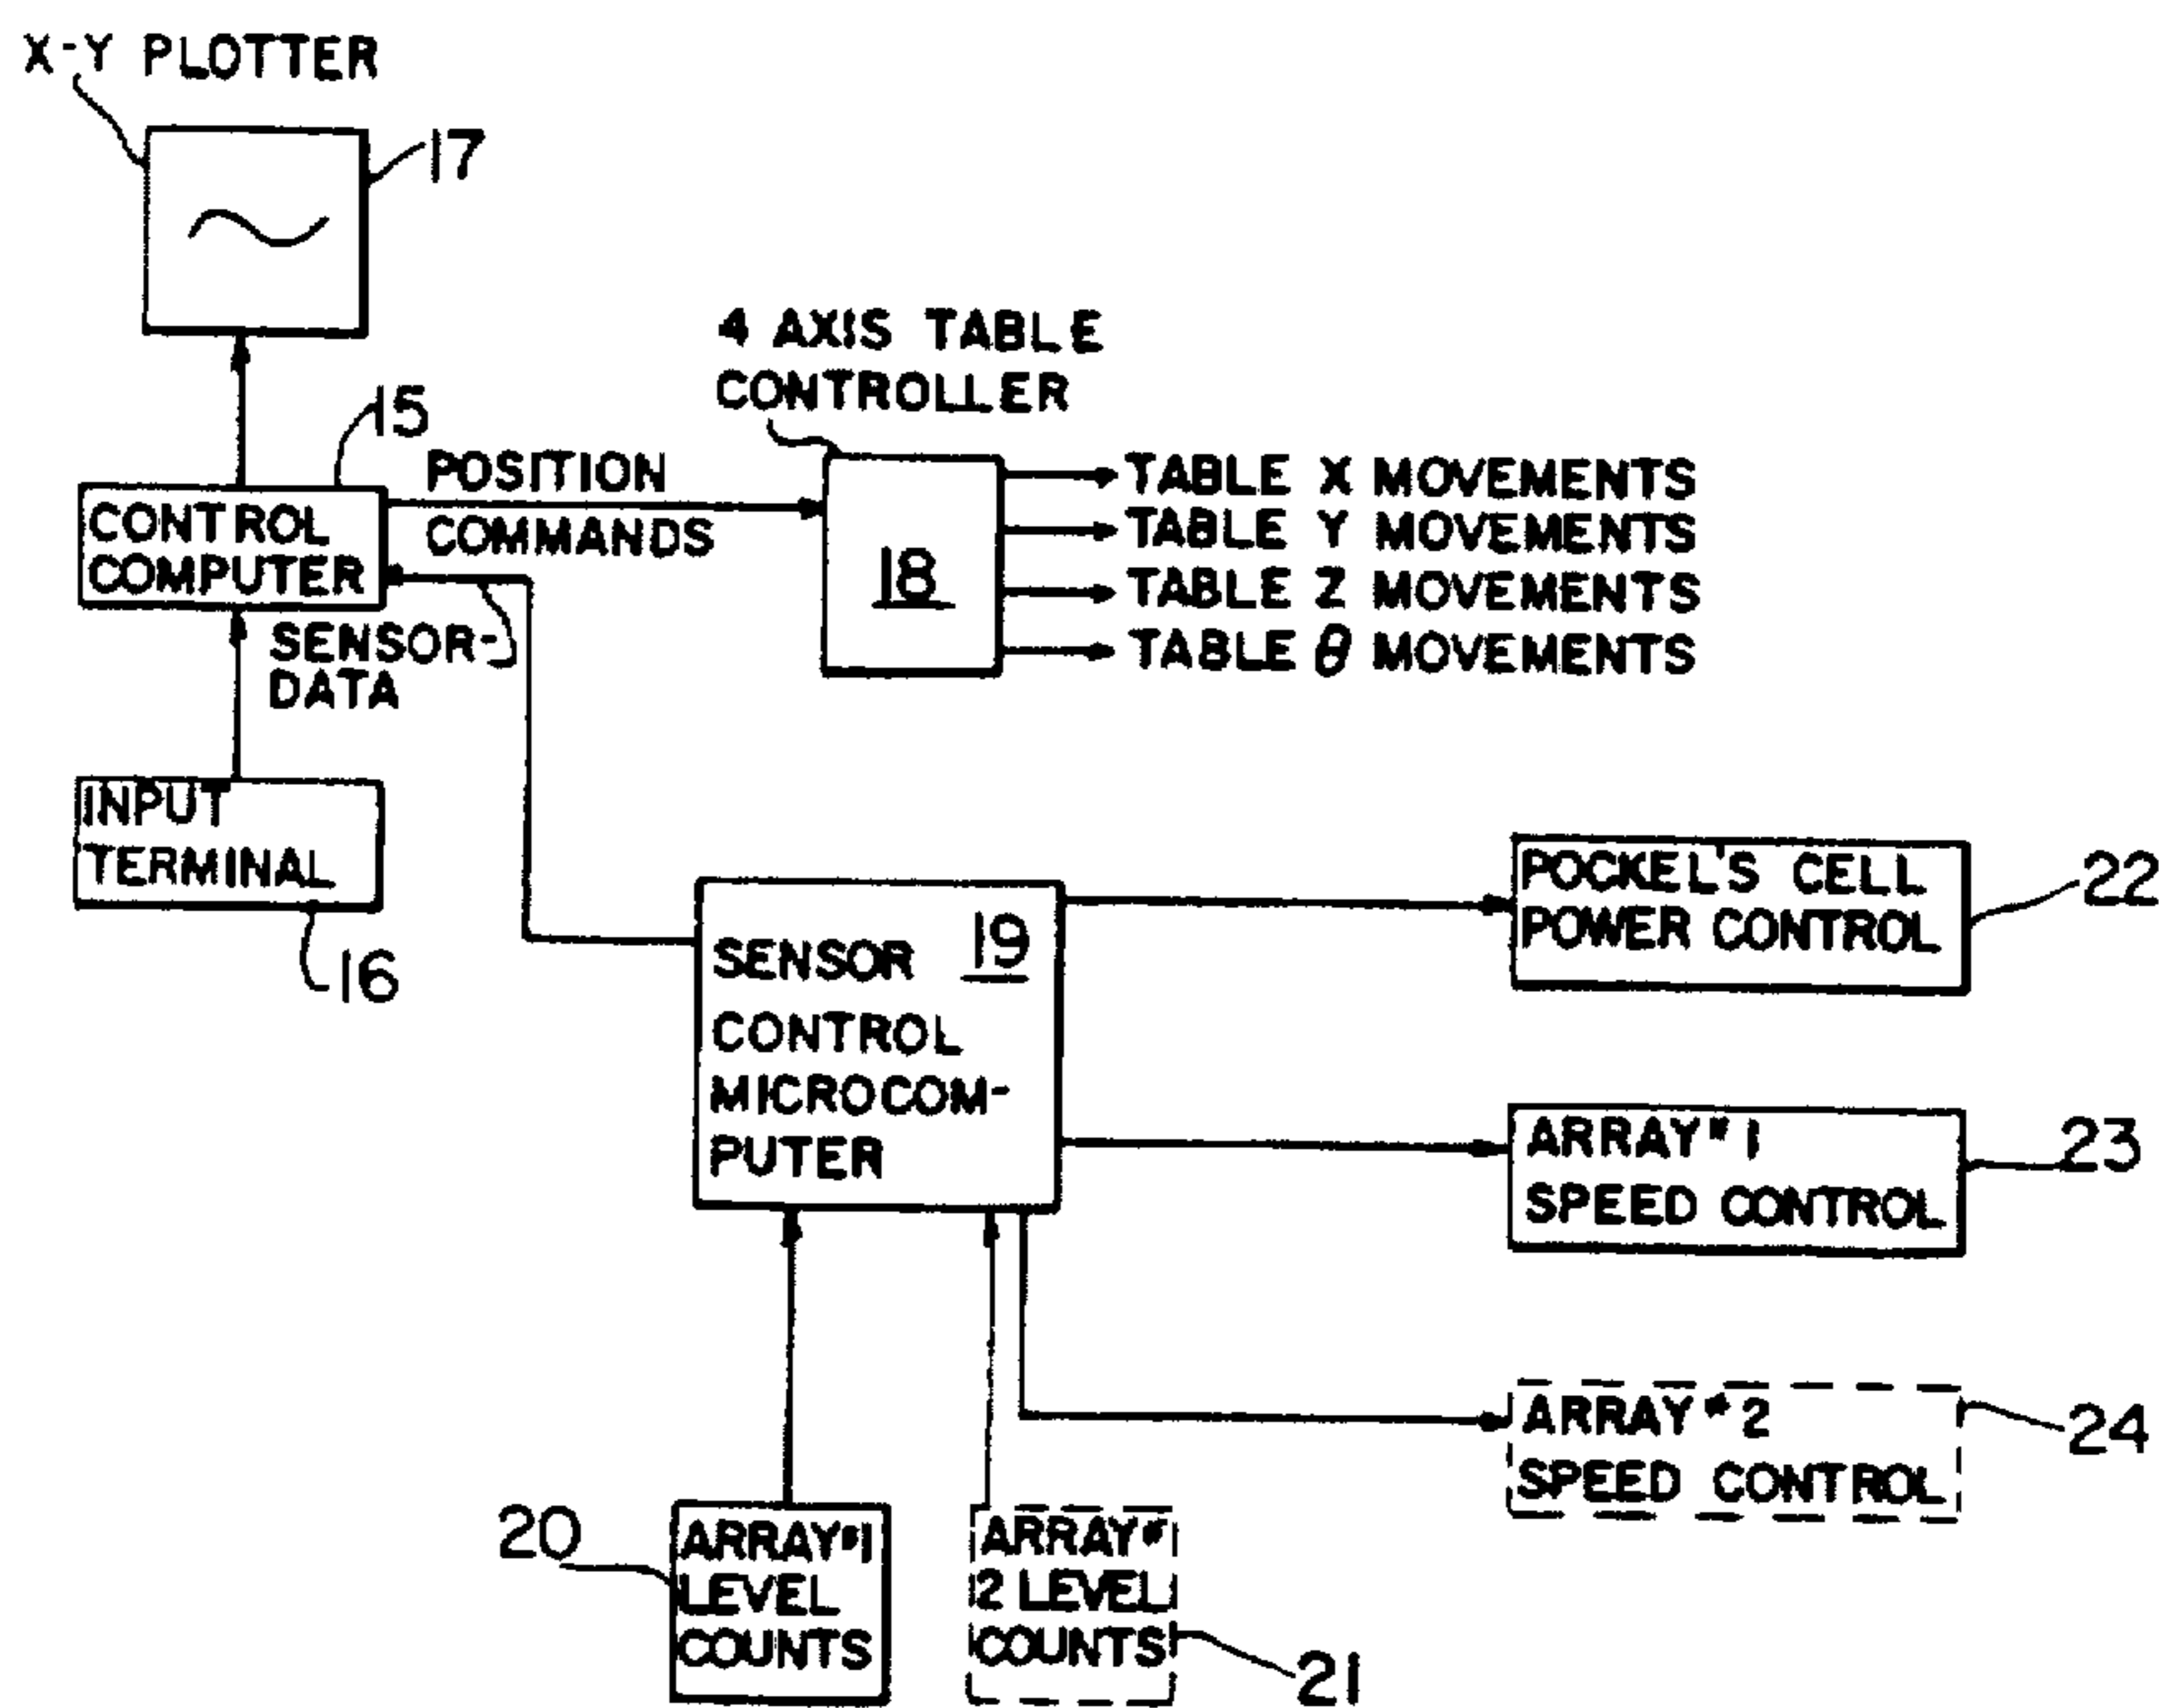 X-Y PLOTTER
17
4 AXIS TABLE
CONTROLLER
15
POSITION
COMMANDS
CONTROL
COMPUTER
18
TABLE X MOVEMENTS
TABLE Y MOVEMENTS
TABLE Z MOVEMENTS
TABLE θ MOVEMENTS
SENSOR-
DATA
INPUT
TERMINAL
16
SENSOR 19
CONTROL
MICROCOM-
PUTER
POCKEL'S CELL
POWER CONTROL
22
ARRAY #1
SPEED CONTROL
23
ARRAY #2
SPEED CONTROL
24
20
ARRAY #1
LEVEL
COUNTS
ARRAY #
2 LEVEL
COUNTS
21